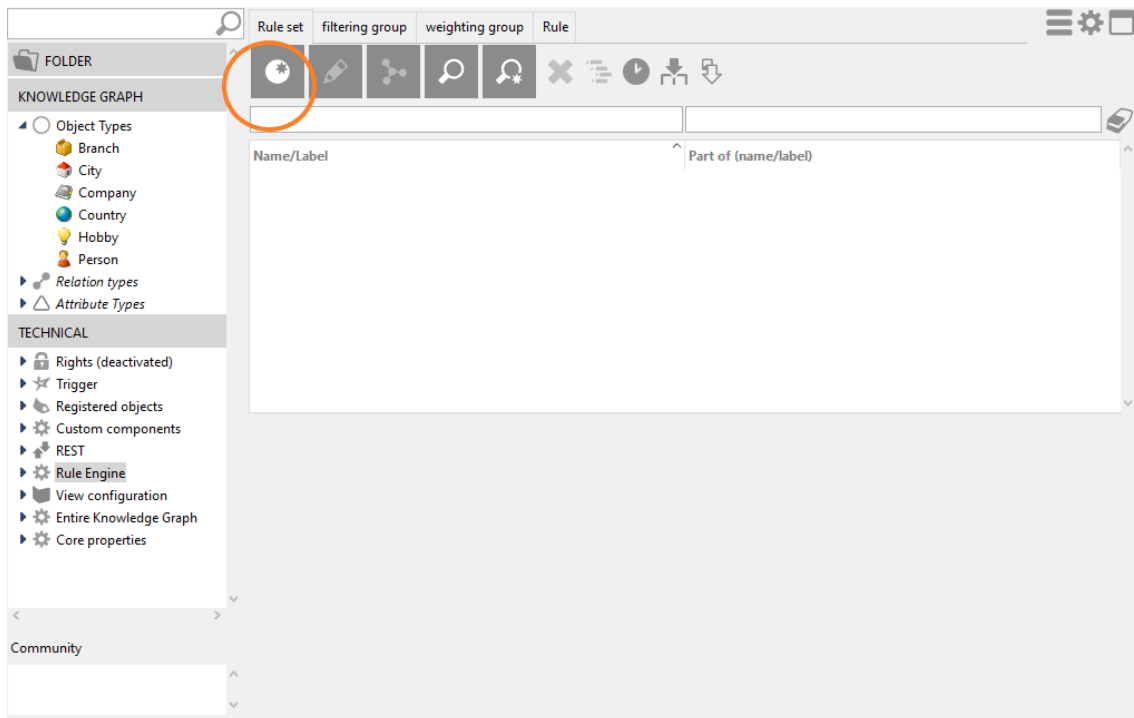 Rule set filtering group weighting group Rule
FOLDER
KNOWLEDGE GRAPH
Object Types
Branch
City
Company
Country
Hobby
Person
Relation types
Attribute Types
TECHNICAL
Rights (deactivated)
Trigger
Registered objects
Custom components
REST
Rule Engine
View configuration
Entire Knowledge Graph
Core properties
Community
Name/Label Part of (name/label)